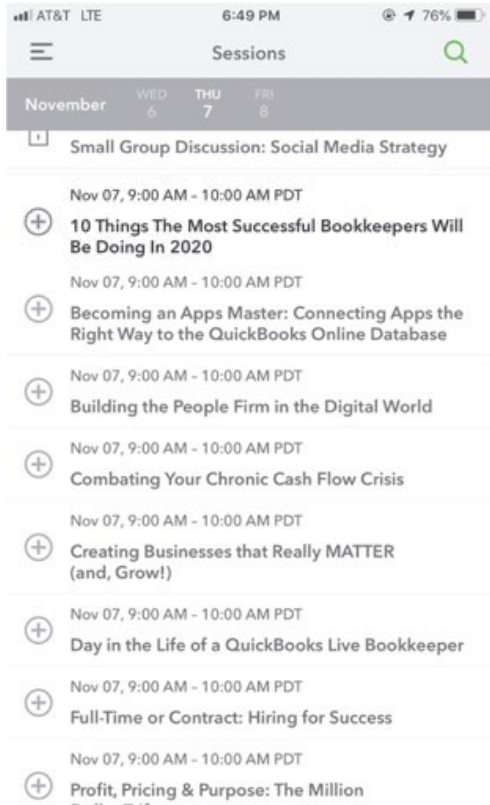 AT&T LTE 6:49 PM 76%
Sessions
November WED 6 THU 7 FRI 8
Small Group Discussion: Social Media Strategy
Nov 07, 9:00 AM – 10:00 AM PDT
10 Things The Most Successful Bookkeepers Will
Be Doing In 2020
Nov 07, 9:00 AM – 10:00 AM PDT
Becoming an Apps Master: Connecting Apps the
Right Way to the QuickBooks Online Database
Nov 07, 9:00 AM – 10:00 AM PDT
Building the People Firm in the Digital World
Nov 07, 9:00 AM – 10:00 AM PDT
Combating Your Chronic Cash Flow Crisis
Nov 07, 9:00 AM – 10:00 AM PDT
Creating Businesses that Really MATTER
(and, Grow!)
Nov 07, 9:00 AM – 10:00 AM PDT
Day in the Life of a QuickBooks Live Bookkeeper
Nov 07, 9:00 AM – 10:00 AM PDT
Full-Time or Contract: Hiring for Success
Nov 07, 9:00 AM – 10:00 AM PDT
Profit, Pricing & Purpose: The Million